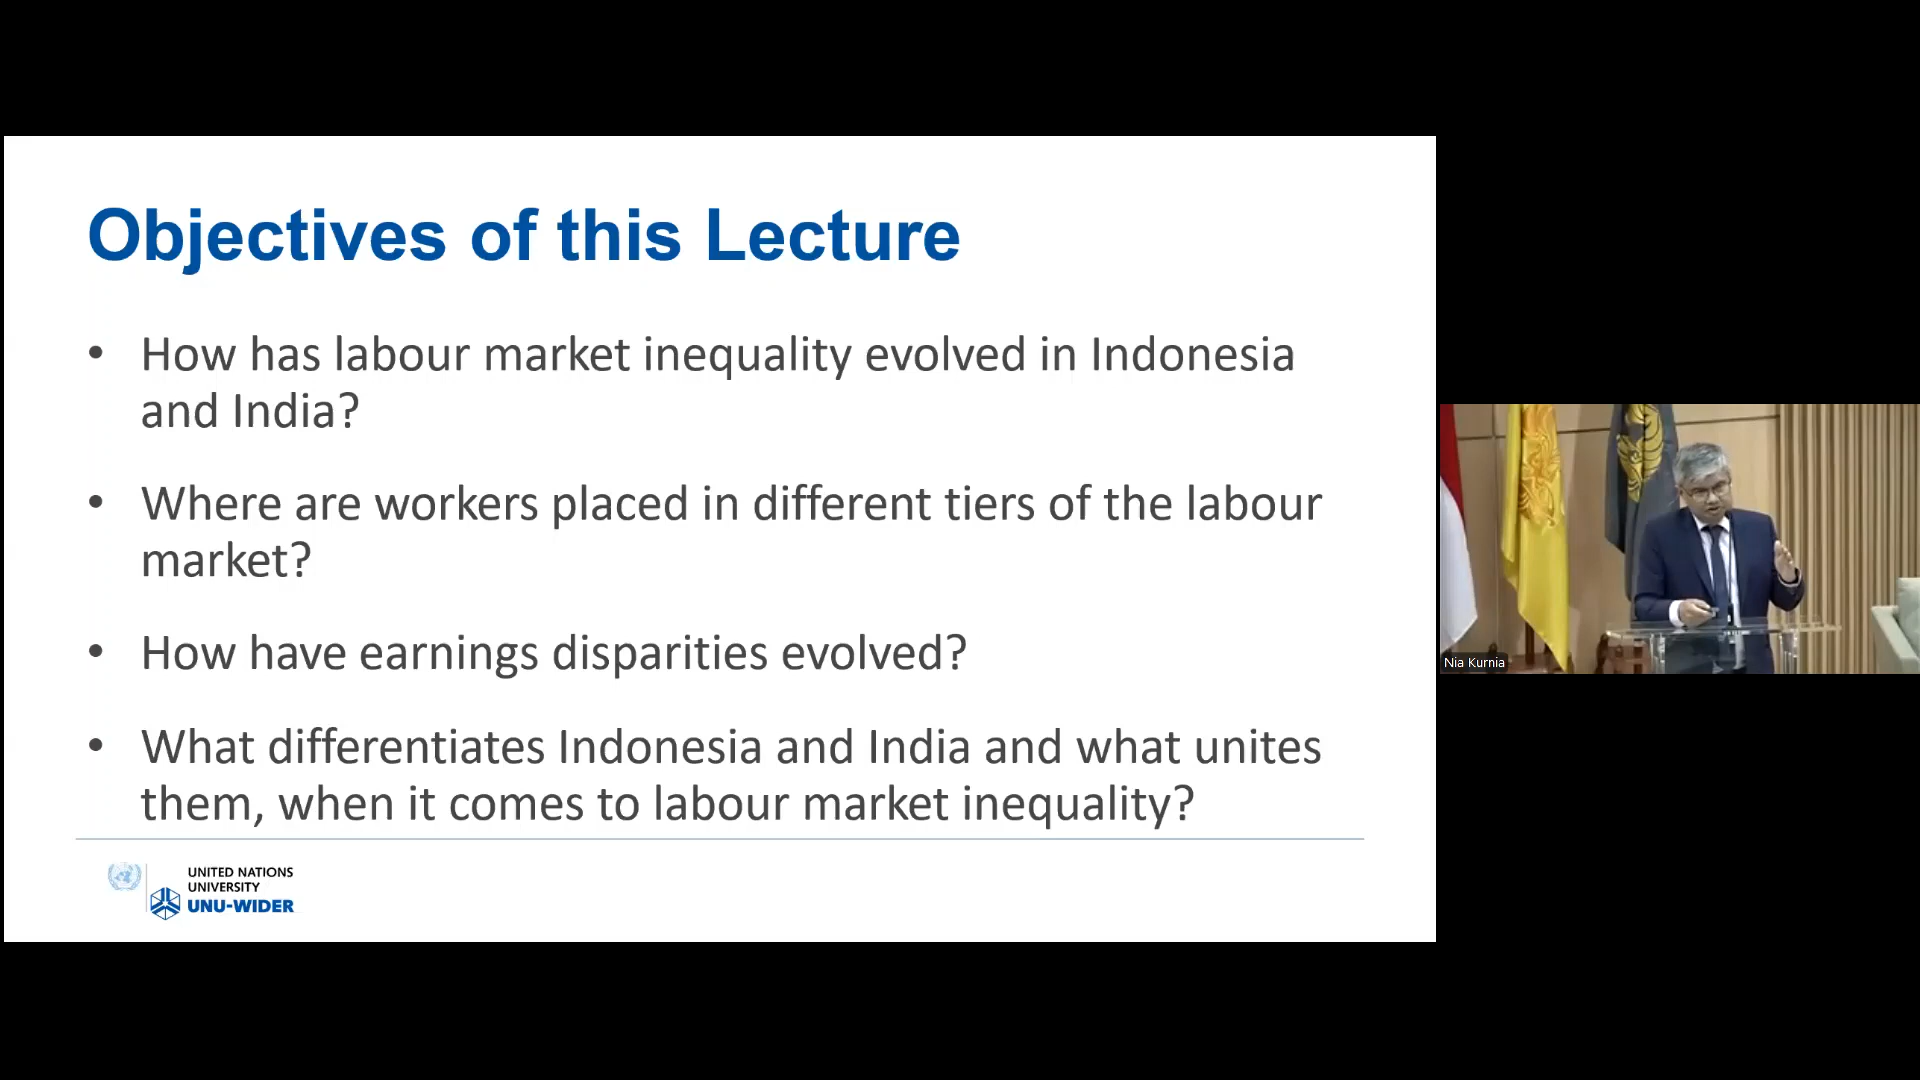 Objectives of this Lecture
• How has labour market inequality evolved in Indonesia
and India?
• Where are workers placed in different tiers of the labour
market?
• How have earnings disparities evolved?
• What differentiates Indonesia and India and what unites
them, when it comes to labour market inequality?
UNITED NATIONS
UNIVERSITY
UNU-WIDER
Nia Kurnia